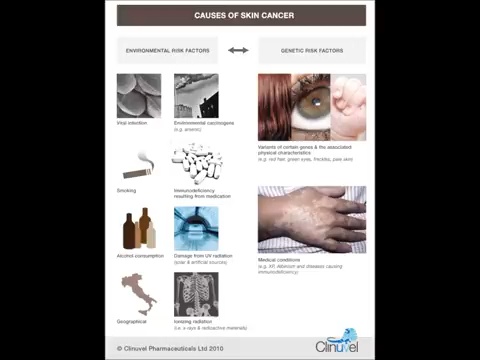 CAUSES OF SKIN CANCER
ENVIRONMENTAL RISK FACTORS
GENETIC RISK FACTORS
Viral infection
Environmental carcinogens
(e.g. arsenic)
Variants of certain genes & the associated
physical characteristics
(e.g. red hair, green eyes, freckles, pale skin)
Smoking
Immunodeficiency
resulting from medication
Alcohol consumption
Damage from UV radiation
(solar & artificial sources)
Medical conditions
(e.g. XP, Albinism and diseases causing
immunodeficiency)
Geographical
Ionizing radiation
(i.e. x-rays & radioactive materials)
© Clinuvel Pharmaceuticals Ltd 2010
Clinuvel